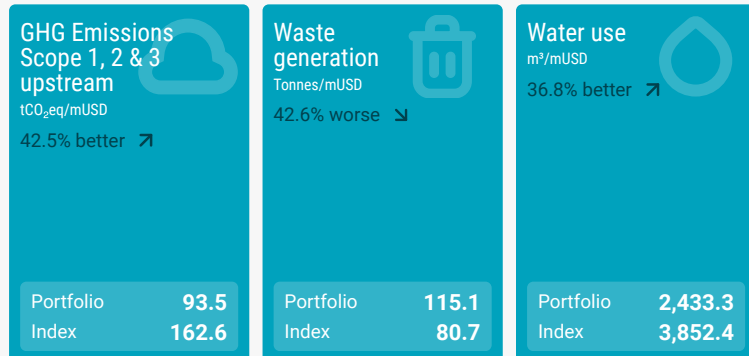 GHG Emissions
Scope 1, 2 & 3
upstream
tCO₂eq/mUSD
42.5% better
Portfolio 93.5
Index 162.6
Waste
generation
Tonnes/mUSD
42.6% worse
Portfolio 115.1
Index 80.7
Water use
m³/mUSD
36.8% better
Portfolio 2,433.3
Index 3,852.4